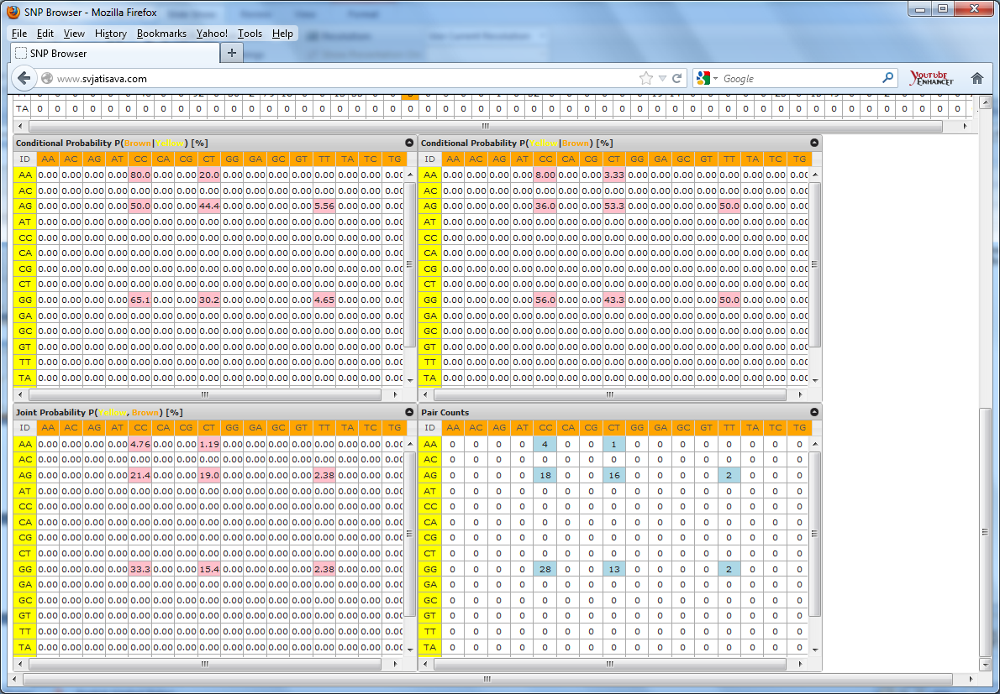 SNP Browser - Mozilla Firefox
File Edit View History Bookmarks Yahoo! Tools Help
SNP Browser +
www.svjatisava.com Google YOUTUBE ENHANCER
TA 0 0 0 0 0 0 0 0 0 0 0 0 0 0 0 0 0 0 0 0 0 0 0 0 0 0 0 0 0 0 0 0 0 0 0 0 0 0 0 0 0 0 0 0 0 0 0 0 0 0 0 0 0
Conditional Probability P(Brown|Yellow) [%]
ID AA AC AG AT CC CA CG CT GG GA GC GT TT TA TC TG
AA 0.00 0.00 0.00 0.00 80.0 0.00 0.00 20.0 0.00 0.00 0.00 0.00 0.00 0.00 0.00 0.0
AC 0.00 0.00 0.00 0.00 0.00 0.00 0.00 0.00 0.00 0.00 0.00 0.00 0.00 0.00 0.00 0.0
AG 0.00 0.00 0.00 0.00 50.0 0.00 0.00 44.4 0.00 0.00 0.00 0.00 5.56 0.00 0.00 0.0
AT 0.00 0.00 0.00 0.00 0.00 0.00 0.00 0.00 0.00 0.00 0.00 0.00 0.00 0.00 0.00 0.0
CC 0.00 0.00 0.00 0.00 0.00 0.00 0.00 0.00 0.00 0.00 0.00 0.00 0.00 0.00 0.00 0.0
CA 0.00 0.00 0.00 0.00 0.00 0.00 0.00 0.00 0.00 0.00 0.00 0.00 0.00 0.00 0.00 0.0
CG 0.00 0.00 0.00 0.00 0.00 0.00 0.00 0.00 0.00 0.00 0.00 0.00 0.00 0.00 0.00 0.0
CT 0.00 0.00 0.00 0.00 0.00 0.00 0.00 0.00 0.00 0.00 0.00 0.00 0.00 0.00 0.00 0.0
GG 0.00 0.00 0.00 0.00 65.1 0.00 0.00 30.2 0.00 0.00 0.00 0.00 4.65 0.00 0.00 0.0
GA 0.00 0.00 0.00 0.00 0.00 0.00 0.00 0.00 0.00 0.00 0.00 0.00 0.00 0.00 0.00 0.0
GC 0.00 0.00 0.00 0.00 0.00 0.00 0.00 0.00 0.00 0.00 0.00 0.00 0.00 0.00 0.00 0.0
GT 0.00 0.00 0.00 0.00 0.00 0.00 0.00 0.00 0.00 0.00 0.00 0.00 0.00 0.00 0.00 0.0
TT 0.00 0.00 0.00 0.00 0.00 0.00 0.00 0.00 0.00 0.00 0.00 0.00 0.00 0.00 0.00 0.0
TA 0.00 0.00 0.00 0.00 0.00 0.00 0.00 0.00 0.00 0.00 0.00 0.00 0.00 0.00 0.00 0.0
Conditional Probability P(Yellow|Brown) [%]
ID AA AC AG AT CC CA CG CT GG GA GC GT TT TA TC TG
AA 0.00 0.00 0.00 0.00 8.00 0.00 0.00 3.33 0.00 0.00 0.00 0.00 0.00 0.00 0.00 0.0
AC 0.00 0.00 0.00 0.00 0.00 0.00 0.00 0.00 0.00 0.00 0.00 0.00 0.00 0.00 0.00 0.0
AG 0.00 0.00 0.00 0.00 36.0 0.00 0.00 53.3 0.00 0.00 0.00 0.00 50.0 0.00 0.00 0.0
AT 0.00 0.00 0.00 0.00 0.00 0.00 0.00 0.00 0.00 0.00 0.00 0.00 0.00 0.00 0.00 0.0
CC 0.00 0.00 0.00 0.00 0.00 0.00 0.00 0.00 0.00 0.00 0.00 0.00 0.00 0.00 0.00 0.0
CA 0.00 0.00 0.00 0.00 0.00 0.00 0.00 0.00 0.00 0.00 0.00 0.00 0.00 0.00 0.00 0.0
CG 0.00 0.00 0.00 0.00 0.00 0.00 0.00 0.00 0.00 0.00 0.00 0.00 0.00 0.00 0.00 0.0
CT 0.00 0.00 0.00 0.00 0.00 0.00 0.00 0.00 0.00 0.00 0.00 0.00 0.00 0.00 0.00 0.0
GG 0.00 0.00 0.00 0.00 56.0 0.00 0.00 43.3 0.00 0.00 0.00 0.00 50.0 0.00 0.00 0.0
GA 0.00 0.00 0.00 0.00 0.00 0.00 0.00 0.00 0.00 0.00 0.00 0.00 0.00 0.00 0.00 0.0
GC 0.00 0.00 0.00 0.00 0.00 0.00 0.00 0.00 0.00 0.00 0.00 0.00 0.00 0.00 0.00 0.0
GT 0.00 0.00 0.00 0.00 0.00 0.00 0.00 0.00 0.00 0.00 0.00 0.00 0.00 0.00 0.00 0.0
TT 0.00 0.00 0.00 0.00 0.00 0.00 0.00 0.00 0.00 0.00 0.00 0.00 0.00 0.00 0.00 0.0
TA 0.00 0.00 0.00 0.00 0.00 0.00 0.00 0.00 0.00 0.00 0.00 0.00 0.00 0.00 0.00 0.0
Joint Probability P(Yellow, Brown) [%]
ID AA AC AG AT CC CA CG CT GG GA GC GT TT TA TC TG
AA 0.00 0.00 0.00 0.00 4.76 0.00 0.00 1.19 0.00 0.00 0.00 0.00 0.00 0.00 0.00 0.0
AC 0.00 0.00 0.00 0.00 0.00 0.00 0.00 0.00 0.00 0.00 0.00 0.00 0.00 0.00 0.00 0.0
AG 0.00 0.00 0.00 0.00 21.4 0.00 0.00 19.0 0.00 0.00 0.00 0.00 2.38 0.00 0.00 0.0
AT 0.00 0.00 0.00 0.00 0.00 0.00 0.00 0.00 0.00 0.00 0.00 0.00 0.00 0.00 0.00 0.0
CC 0.00 0.00 0.00 0.00 0.00 0.00 0.00 0.00 0.00 0.00 0.00 0.00 0.00 0.00 0.00 0.0
CA 0.00 0.00 0.00 0.00 0.00 0.00 0.00 0.00 0.00 0.00 0.00 0.00 0.00 0.00 0.00 0.0
CG 0.00 0.00 0.00 0.00 0.00 0.00 0.00 0.00 0.00 0.00 0.00 0.00 0.00 0.00 0.00 0.0
CT 0.00 0.00 0.00 0.00 0.00 0.00 0.00 0.00 0.00 0.00 0.00 0.00 0.00 0.00 0.00 0.0
GG 0.00 0.00 0.00 0.00 33.3 0.00 0.00 15.4 0.00 0.00 0.00 0.00 2.38 0.00 0.00 0.0
GA 0.00 0.00 0.00 0.00 0.00 0.00 0.00 0.00 0.00 0.00 0.00 0.00 0.00 0.00 0.00 0.0
GC 0.00 0.00 0.00 0.00 0.00 0.00 0.00 0.00 0.00 0.00 0.00 0.00 0.00 0.00 0.00 0.0
GT 0.00 0.00 0.00 0.00 0.00 0.00 0.00 0.00 0.00 0.00 0.00 0.00 0.00 0.00 0.00 0.0
TT 0.00 0.00 0.00 0.00 0.00 0.00 0.00 0.00 0.00 0.00 0.00 0.00 0.00 0.00 0.00 0.0
TA 0.00 0.00 0.00 0.00 0.00 0.00 0.00 0.00 0.00 0.00 0.00 0.00 0.00 0.00 0.00 0.0
Pair Counts
ID AA AC AG AT CC CA CG CT GG GA GC GT TT TA TC TG
AA 0 0 0 0 4 0 0 1 0 0 0 0 0 0 0 0
AC 0 0 0 0 0 0 0 0 0 0 0 0 0 0 0 0
AG 0 0 0 0 18 0 0 16 0 0 0 0 2 0 0 0
AT 0 0 0 0 0 0 0 0 0 0 0 0 0 0 0 0
CC 0 0 0 0 0 0 0 0 0 0 0 0 0 0 0 0
CA 0 0 0 0 0 0 0 0 0 0 0 0 0 0 0 0
CG 0 0 0 0 0 0 0 0 0 0 0 0 0 0 0 0
CT 0 0 0 0 0 0 0 0 0 0 0 0 0 0 0 0
GG 0 0 0 0 28 0 0 13 0 0 0 0 2 0 0 0
GA 0 0 0 0 0 0 0 0 0 0 0 0 0 0 0 0
GC 0 0 0 0 0 0 0 0 0 0 0 0 0 0 0 0
GT 0 0 0 0 0 0 0 0 0 0 0 0 0 0 0 0
TT 0 0 0 0 0 0 0 0 0 0 0 0 0 0 0 0
TA 0 0 0 0 0 0 0 0 0 0 0 0 0 0 0 0